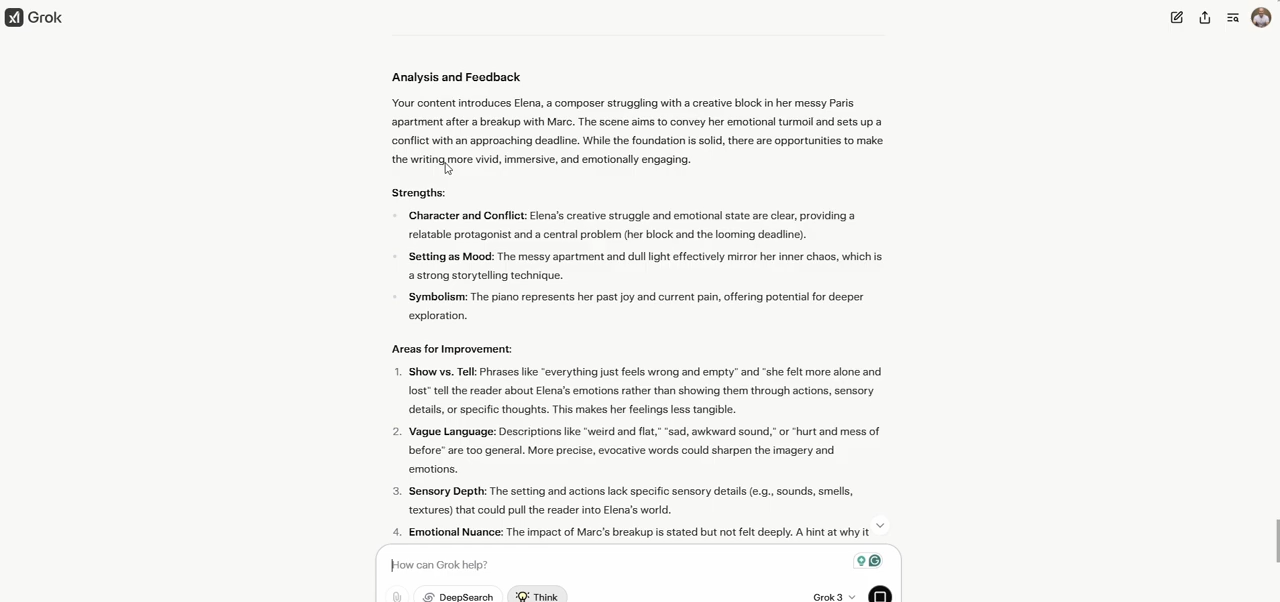 Grok
Analysis and Feedback
Your content introduces Elena, a composer struggling with a creative block in her messy Paris
apartment after a breakup with Marc. The scene aims to convey her emotional turmoil and sets up a
conflict with an approaching deadline. While the foundation is solid, there are opportunities to make
the writing more vivid, immersive, and emotionally engaging.
Strengths:
Character and Conflict: Elena's creative struggle and emotional state are clear, providing a
relatable protagonist and a central problem (her block and the looming deadline).
Setting as Mood: The messy apartment and dull light effectively mirror her inner chaos, which is
a strong storytelling technique.
Symbolism: The piano represents her past joy and current pain, offering potential for deeper
exploration.
Areas for Improvement:
1. Show vs. Tell: Phrases like "everything just feels wrong and empty" and "she felt more alone and
lost" tell the reader about Elena's emotions rather than showing them through actions, sensory
details, or specific thoughts. This makes her feelings less tangible.
2. Vague Language: Descriptions like "weird and flat," "sad, awkward sound," or "hurt and mess of
before" are too general. More precise, evocative words could sharpen the imagery and
emotions.
3. Sensory Depth: The setting and actions lack specific sensory details (e.g., sounds, smells,
textures) that could pull the reader into Elena's world.
4. Emotional Nuance: The impact of Marc's breakup is stated but not felt deeply. A hint at why it
How can Grok help?
DeepSearch Think Grok 3